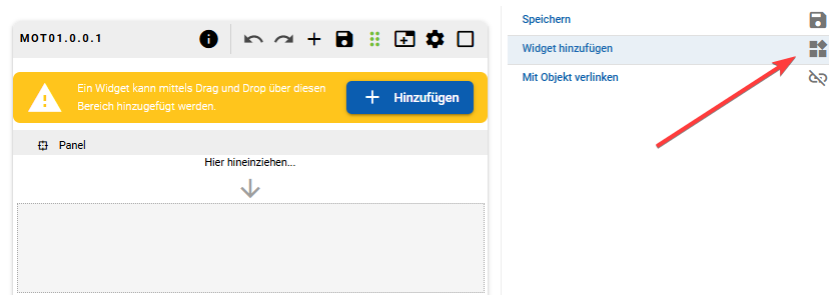 MOT01.0.0.1
Ein Widget kann mittels Drag und Drop über diesen
Bereich hinzugefügt werden.
Hinzufügen
Panel
Hier hineinziehen...
Speichern
Widget hinzufügen
Mit Objekt verlinken